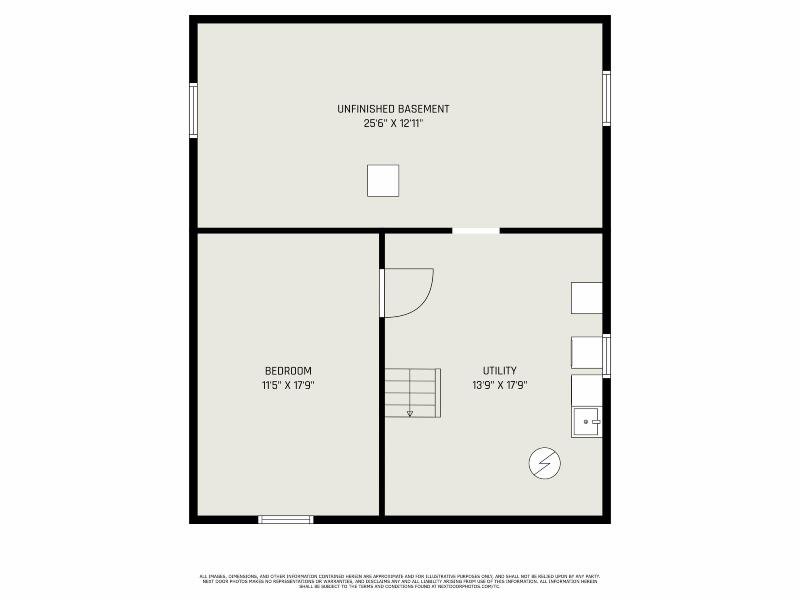 UNFINISHED BASEMENT
25'6" X 12'11"
BEDROOM
11'5" X 17'9"
UTILITY
13'9" X 17'9"
ALL IMAGES, DIMENSIONS, AND OTHER INFORMATION CONTAINED HEREIN ARE APPROXIMATE AND FOR ILLUSTRATIVE PURPOSES ONLY, AND SHALL NOT BE RELIED UPON BY ANY PARTY.
NEXT DOOR PHOTOS MAKES NO REPRESENTATIONS OR WARRANTIES, AND DISCLAIMS ANY AND ALL LIABILITY ARISING FROM USE OF THIS INFORMATION. ALL INFORMATION HEREIN
SHALL BE SUBJECT TO THE TERMS AND CONDITIONS FOUND AT NEXTDOORPHOTOS.COM/TC.